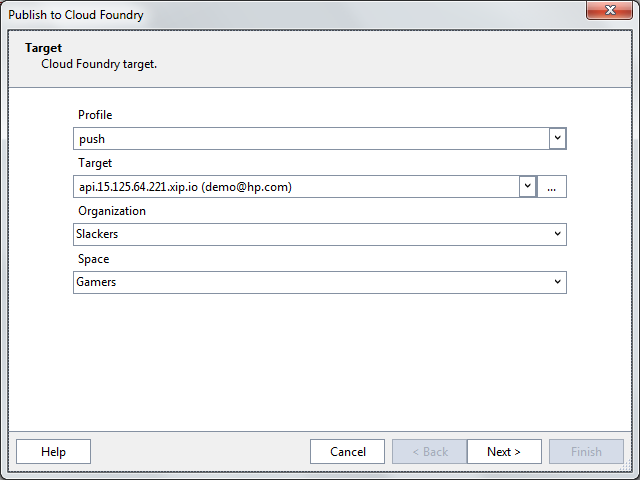 Publish to Cloud Foundry
Target
Cloud Foundry target.
Profile
push
Target
api.15.125.64.221.xip.io (demo@hp.com)
...
Organization
Slackers
Space
Gamers
Help
Cancel
< Back
Next >
Finish